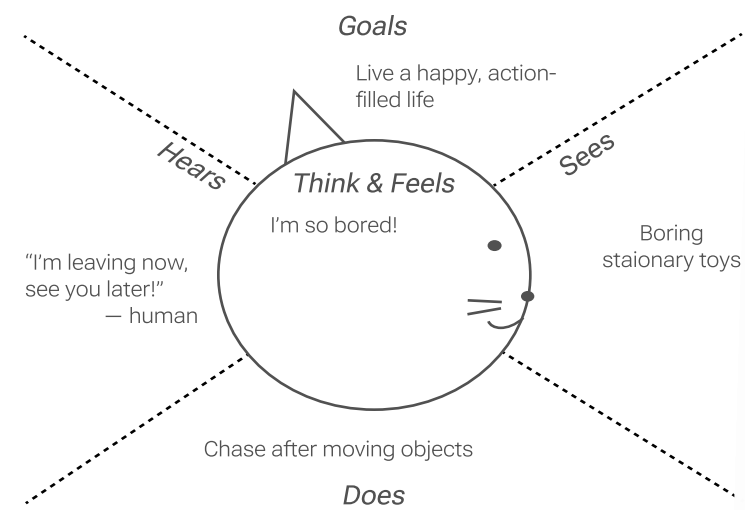 Goals
Live a happy, action-
filled life
Hears
Sees
Think & Feels
I'm so bored!
“I’m leaving now,
see you later!”
— human
Boring
staionary toys
Chase after moving objects
Does